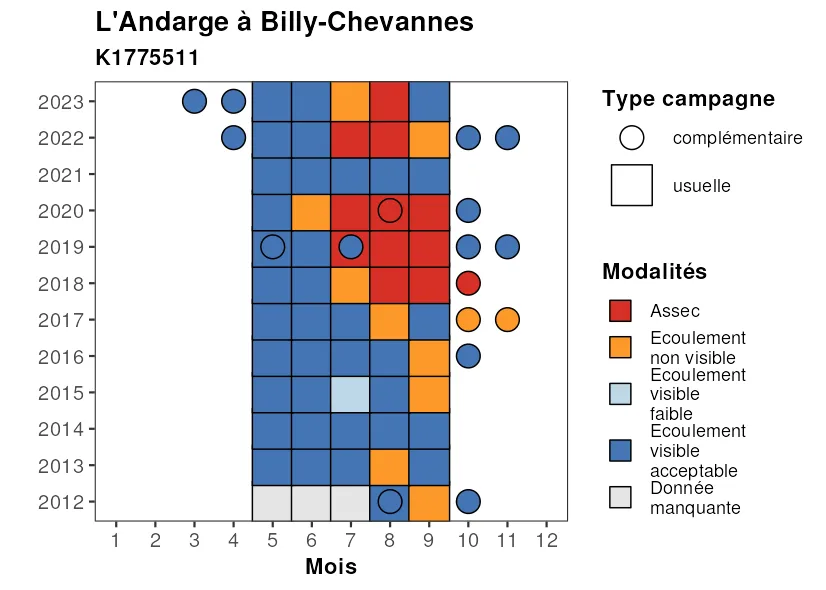 L'Andarge à Billy-Chevannes
K1775511
2023
2022
2021
2020
2019
2018
2017
2016
2015
2014
2013
2012
1 2 3 4 5 6 7 8 9 10 11 12
Mois
Type campagne
complémentaire
usuelle
Modalités
Assec
Ecoulement
non visible
Ecoulement
visible
faible
Ecoulement
visible
acceptable
Donnée
manquante